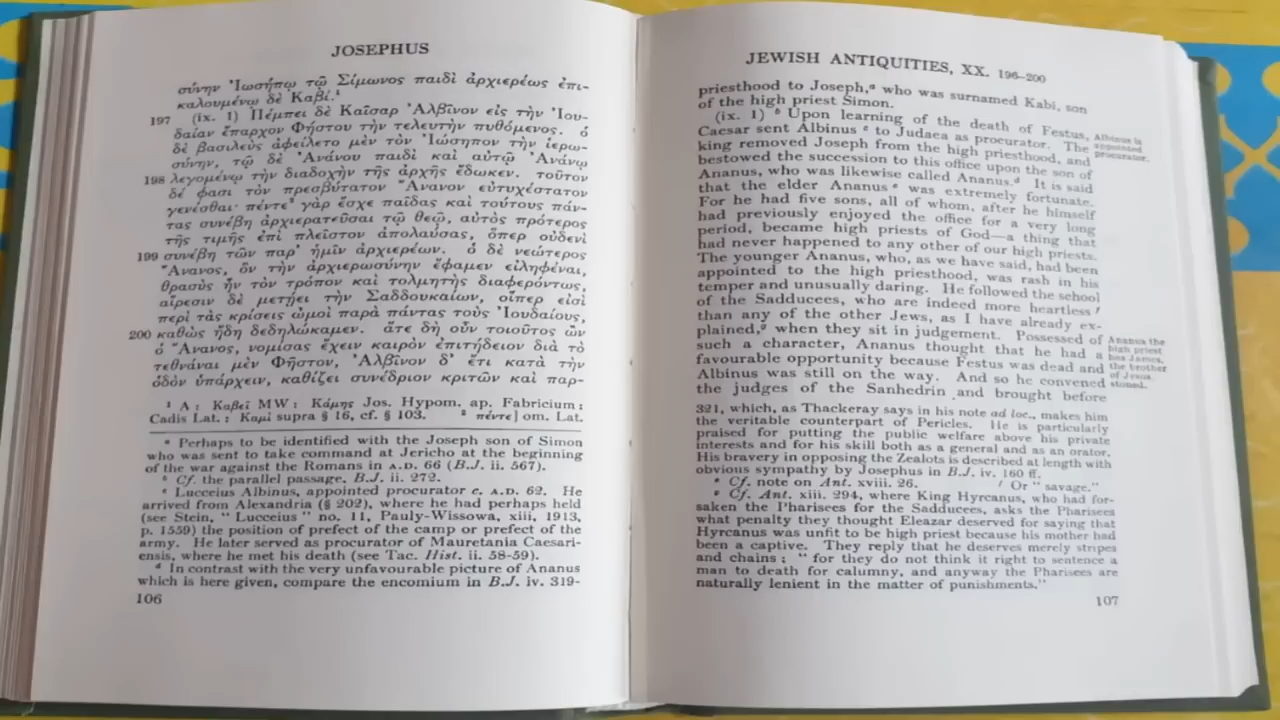 JOSEPHUS
σύνην Ἰωσήπῳ τῷ Σίμωνος παιδὶ ἀρχιερέως ἐπι-
καλουμένῳ δὲ Καβί.¹
197 (ix. 1) Πέμπει δὲ Καῖσαρ Ἀλβῖνον εἰς τὴν Ἰου-
δαίαν ἔπαρχον Φήστου τὴν τελευτὴν πυθόμενος. ὁ
δὲ βασιλεὺς ἀφείλετο μὲν τὸν Ἰώσηπον τὴν ἱερω-
σύνην, τῷ δὲ Ἀνάνου παιδὶ καὶ αὐτῷ Ἀνάνῳ
λεγομένῳ τὴν διαδοχὴν τῆς ἀρχῆς ἔδωκεν. τοῦτον
198 δέ φασι τὸν πρεσβύτατον Ἄνανον εὐτυχέστατον
γενέσθαι· πέντε² γὰρ ἔσχε παῖδας καὶ τούτους πάν-
τας συνέβη ἀρχιερατεῦσαι τῷ θεῷ, αὐτὸς πρότερος
τῆς τιμῆς ἐπὶ πλεῖστον ἀπολαύσας, ὅπερ οὐδενὶ
199 συνέβη τῶν παρ' ἡμῖν ἀρχιερέων. ὁ δὲ νεώτερος
Ἄνανος, ὃν τὴν ἀρχιερωσύνην ἔφαμεν εἰληφέναι,
θρασὺς ἦν τὸν τρόπον καὶ τολμητὴς διαφερόντως,
αἵρεσιν δὲ μετῄει τὴν Σαδδουκαίων, οἵπερ εἰσὶ
περὶ τὰς κρίσεις ὠμοὶ παρὰ πάντας τοὺς Ἰουδαίους,
200 καθὼς ἤδη δεδηλώκαμεν. ἅτε δὴ οὖν τοιοῦτος ὢν
ὁ Ἄνανος, νομίσας ἔχειν καιρὸν ἐπιτήδειον διὰ τὸ
τεθνάναι μὲν Φῆστον, Ἀλβῖνον δ' ἔτι κατὰ τὴν
ὁδὸν ὑπάρχειν, καθίζει συνέδριον κριτῶν καὶ παρ-
¹ A: Καβεὶ MW: Κάμης Jos. Hypom. ap. Fabricium:
Cadis Lat.: Καμὶ supra § 16, cf. § 103. ² πέντε] om. Lat.
ᵃ Perhaps to be identified with the Joseph son of Simon
who was sent to take command at Jericho at the beginning
of the war against the Romans in A.D. 66 (B.J. ii. 567).
ᵇ Cf. the parallel passage, B.J. ii. 272.
ᶜ Lucceius Albinus, appointed procurator c. A.D. 62. He
arrived from Alexandria (§ 202), where he had perhaps held
(see Stein, "Lucceius" no. 11, Pauly-Wissowa, xiii, 1913,
p. 1559) the position of prefect of the camp or prefect of the
army. He later served as procurator of Mauretania Caesari-
ensis, where he met his death (see Tac. Hist. ii. 58-59).
ᵈ In contrast with the very unfavourable picture of Ananus
which is here given, compare the encomium in B.J. iv. 319-
106
JEWISH ANTIQUITIES, XX. 196-200
priesthood to Joseph,ᵃ who was surnamed Kabi, son
of the high priest Simon.
(ix. 1) ᵇ Upon learning of the death of Festus,
Caesar sent Albinus ᶜ to Judaea as procurator. The
king removed Joseph from the high priesthood, and
bestowed the succession to this office upon the son of
Ananus, who was likewise called Ananus.ᵈ It is said
that the elder Ananus ᵉ was extremely fortunate.
For he had five sons, all of whom, after he himself
had previously enjoyed the office for a very long
period, became high priests of God—a thing that
had never happened to any other of our high priests.
The younger Ananus, who, as we have said, had been
appointed to the high priesthood, was rash in his
temper and unusually daring. He followed the school
of the Sadducees, who are indeed more heartless ᶠ
than any of the other Jews, as I have already ex-
plained,ᵍ when they sit in judgement. Possessed of
such a character, Ananus thought that he had a
favourable opportunity because Festus was dead and
Albinus was still on the way. And so he convened
the judges of the Sanhedrin and brought before
Albinus is
appointed
procurator.
Ananus the
high priest
has James,
the brother
of Jesus,
stoned.
321, which, as Thackeray says in his note ad loc., makes him
the veritable counterpart of Pericles. He is particularly
praised for putting the public welfare above his private
interests and for his skill both as a general and as an orator.
His bravery in opposing the Zealots is described at length with
obvious sympathy by Josephus in B.J. iv. 160 ff.
ᵉ Cf. note on Ant. xviii. 26. ᶠ Or "savage."
ᵍ Cf. Ant. xiii. 294, where King Hyrcanus, who had for-
saken the Pharisees for the Sadducees, asks the Pharisees
what penalty they thought Eleazar deserved for saying that
Hyrcanus was unfit to be high priest because his mother had
been a captive. They reply that he deserves merely stripes
and chains; "for they do not think it right to sentence a
man to death for calumny, and anyway the Pharisees are
naturally lenient in the matter of punishments."
107